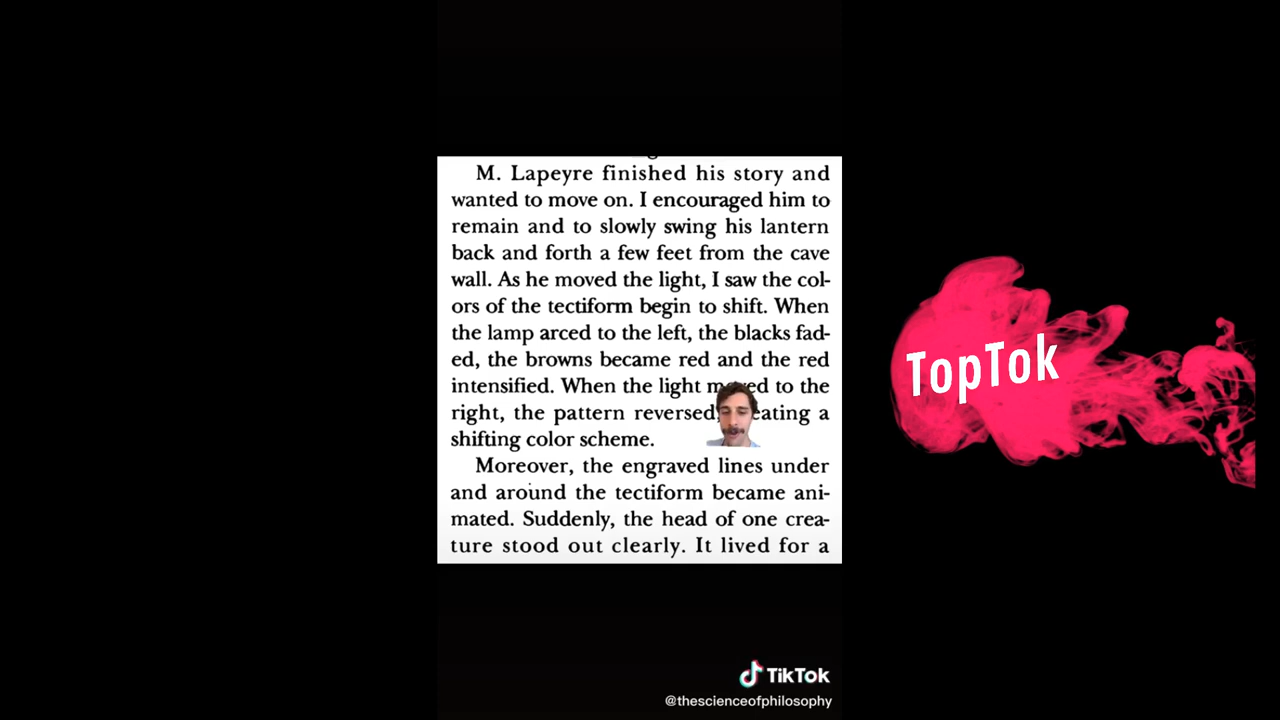 M. Lapeyre finished his story and
wanted to move on. I encouraged him to
remain and to slowly swing his lantern
back and forth a few feet from the cave
wall. As he moved the light, I saw the col-
ors of the tectiform begin to shift. When
the lamp arced to the left, the blacks fad-
ed, the browns became red and the red
intensified. When the light to the
right, the pattern reversed, a
shifting color scheme.
Moreover, the engraved lines under
and around the tectiform became ani-
mated. Suddenly, the head of one crea-
ture stood out clearly. It lived for a
TopTok
TikTok
@thescienceofphilosophy